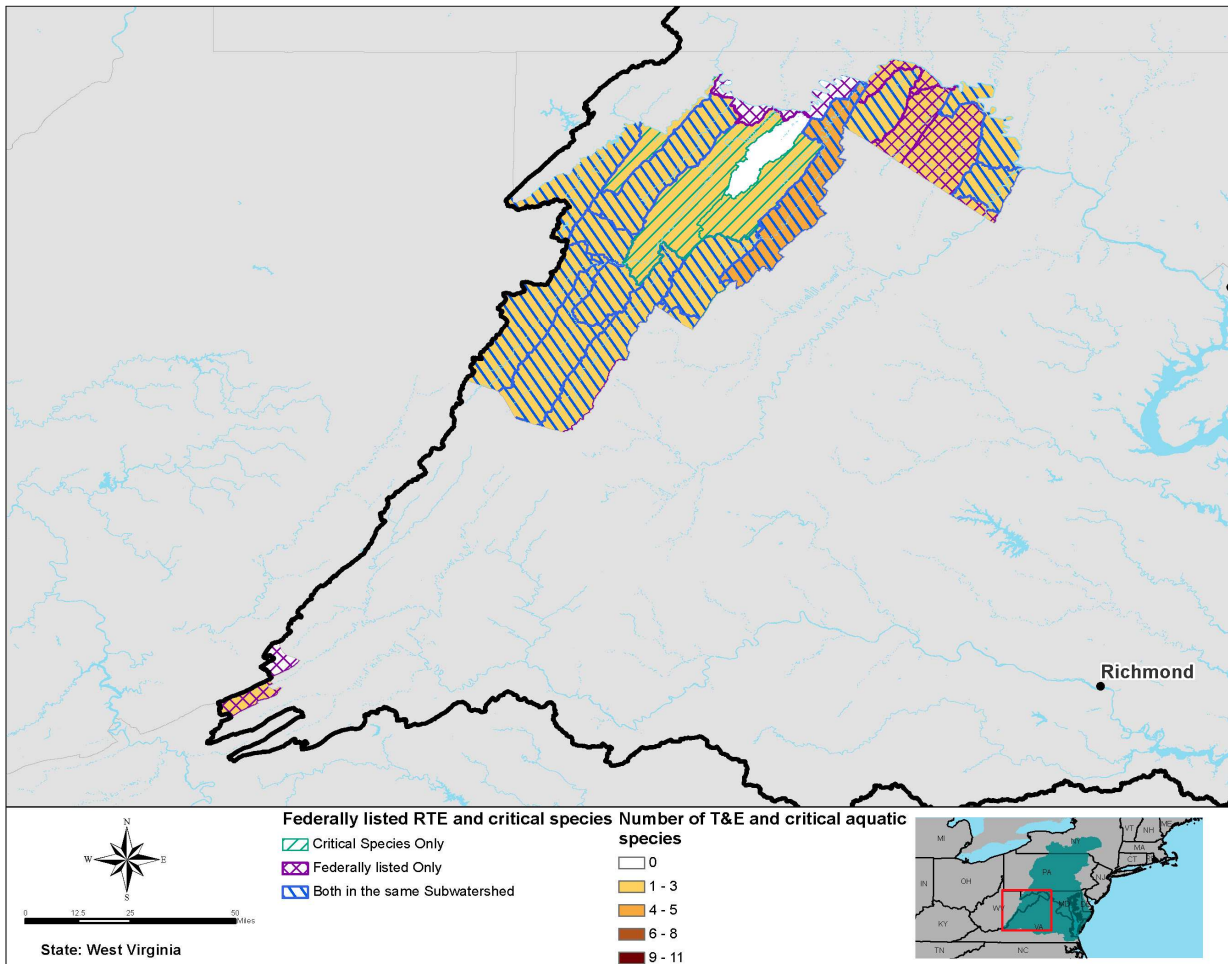 Richmond
N
W
E
S
0
12.5
25
50
Miles
State: West Virginia
Federally listed RTE and critical species
Critical Species Only
Federally listed Only
Both in the same Subwatershed
Number of T&E and critical aquatic
species
0
1 - 3
4 - 5
6 - 8
9 - 11
MI
NY
VT
NH
ME
MA
CT
PA
NJ
IN
OH
WV
KY
VA
TN
NC